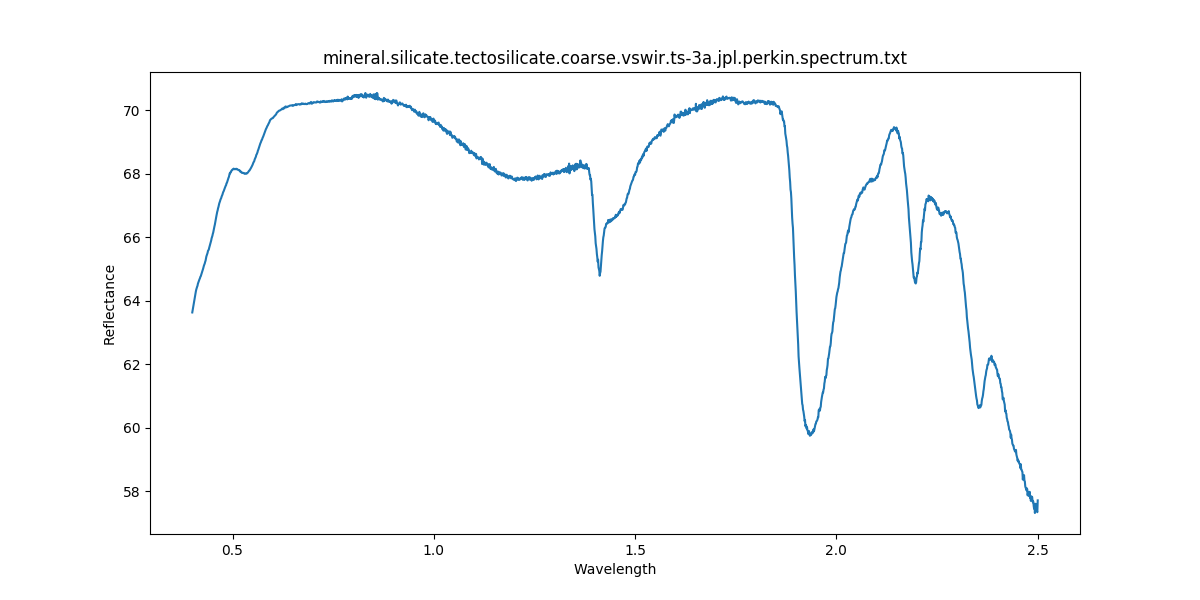 mineral.silicate.tectosilicate.coarse.vswir.ts-3a.jpl.perkin.spectrum.txt
Reflectance
70
68
66
64
62
60
58
0.5 1.0 1.5 2.0 2.5
Wavelength